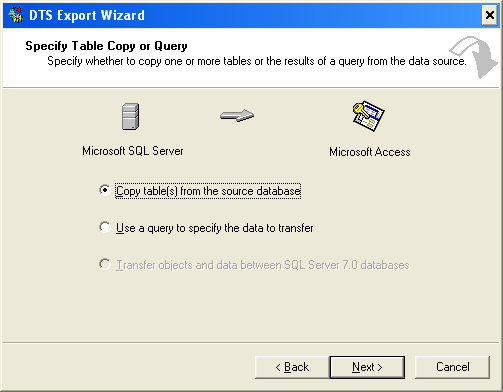 DTS Export Wizard
Specify Table Copy or Query
Specify whether to copy one or more tables or the results of a query from the data source.
Microsoft SQL Server
Microsoft Access
Copy table(s) from the source database
Use a query to specify the data to transfer
Transfer objects and data between SQL Server 7.0 databases
< Back
Next >
Cancel